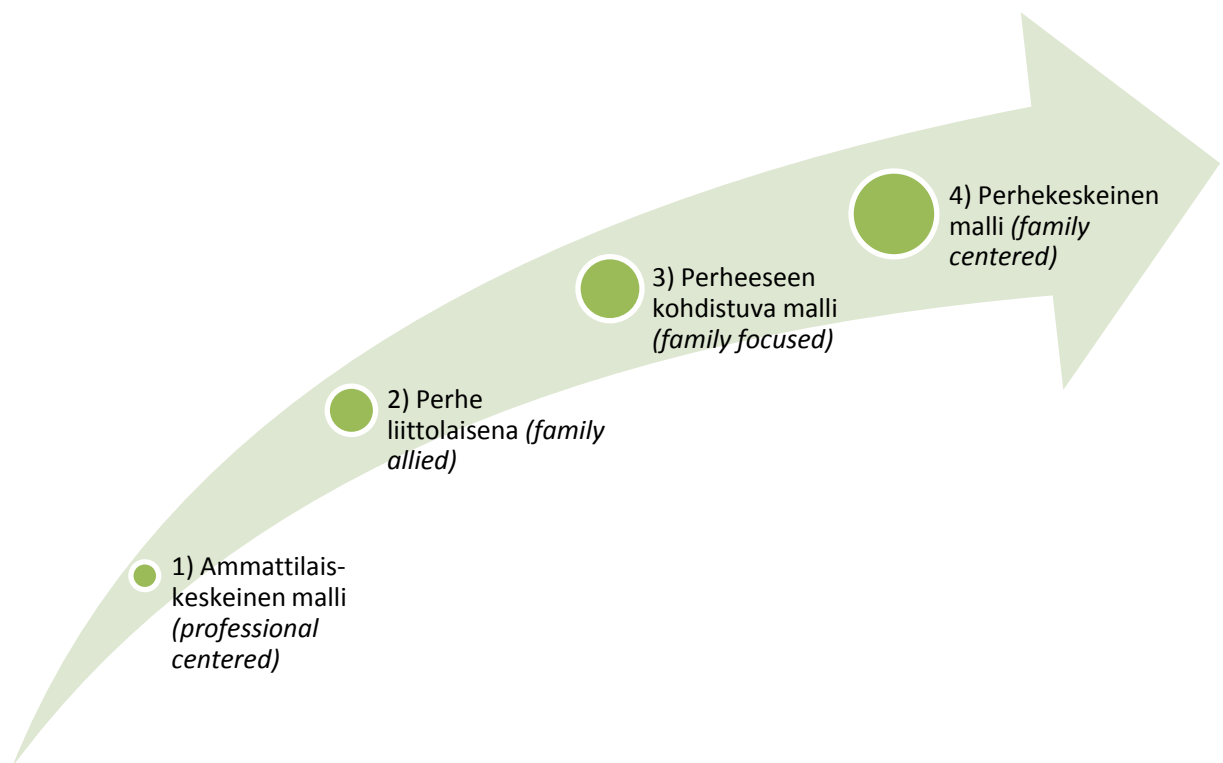 4) Perhekeskeinen
malli (family
centered)
3) Perheeseen
kohdistuva malli
(family focused)
2) Perhe
liittolaisena (family
allied)
1) Ammattilais-
keskeinen malli
(professional
centered)